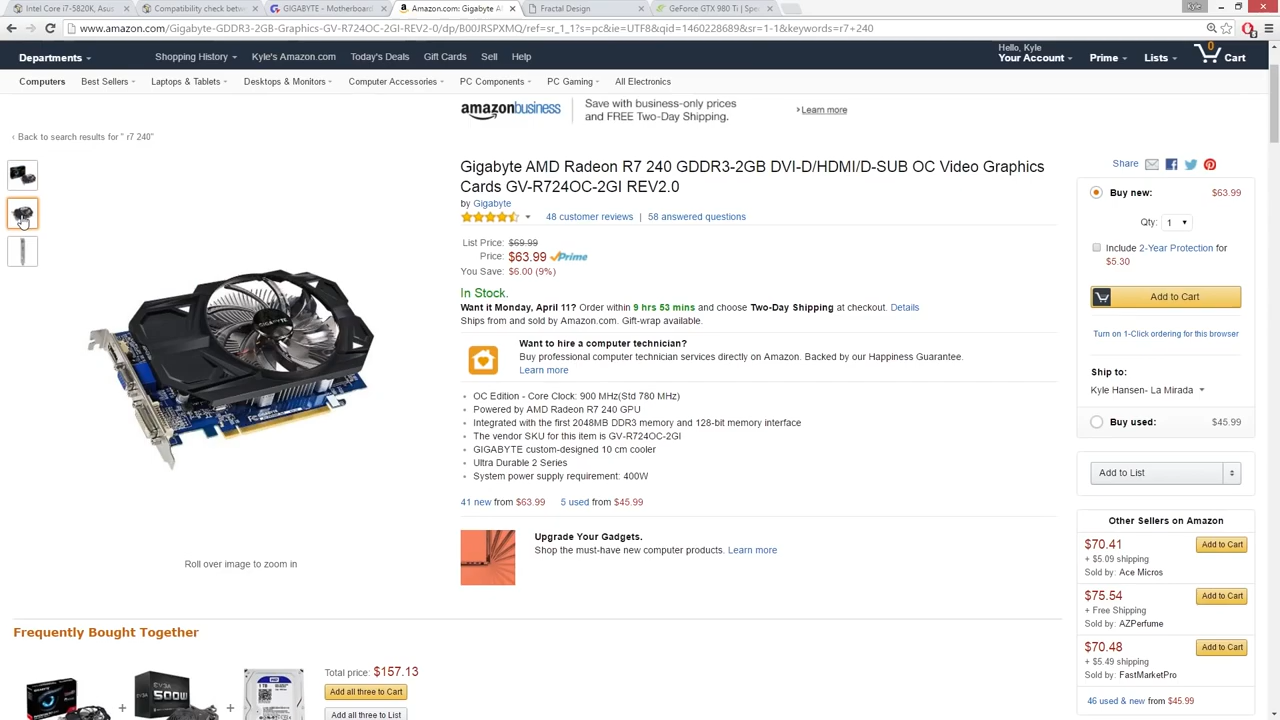 Intel Core i7-5820K, Asus
Compatibility check betw
GIGABYTE - Motherboard
Amazon.com: Gigabyte A
Fractal Design
GeForce GTX 980 Ti | Spec
Kyle
www.amazon.com/Gigabyte-GDDR3-2GB-Graphics-GV-R724OC-2GI-REV2-0/dp/B00JRSPXMQ/ref=sr_1_1?s=pc&ie=UTF8&qid=1460228689&sr=1-1&keywords=r7+240
Departments
Shopping History
Kyle's Amazon.com
Today's Deals
Gift Cards
Sell
Help
Hello, Kyle
Your Account
Prime
Lists
0
Cart
Computers
Best Sellers
Laptops & Tablets
Desktops & Monitors
Computer Accessories
PC Components
PC Gaming
All Electronics
amazonbusiness
Save with business-only prices
and FREE Two-Day Shipping.
› Learn more
‹ Back to search results for " r7 240"
Gigabyte AMD Radeon R7 240 GDDR3-2GB DVI-D/HDMI/D-SUB OC Video Graphics
Cards GV-R724OC-2GI REV2.0
by Gigabyte
48 customer reviews | 58 answered questions
List Price: $69.99
Price: $63.99 Prime
You Save: $6.00 (9%)
In Stock.
Want it Monday, April 11? Order within 9 hrs 53 mins and choose Two-Day Shipping at checkout. Details
Ships from and sold by Amazon.com. Gift-wrap available.
Want to hire a computer technician?
Buy professional computer technician services directly on Amazon. Backed by our Happiness Guarantee.
Learn more
• OC Edition - Core Clock: 900 MHz(Std 780 MHz)
• Powered by AMD Radeon R7 240 GPU
• Integrated with the first 2048MB DDR3 memory and 128-bit memory interface
• The vendor SKU for this item is GV-R724OC-2GI
• GIGABYTE custom-designed 10 cm cooler
• Ultra Durable 2 Series
• System power supply requirement: 400W
41 new from $63.99 5 used from $45.99
Upgrade Your Gadgets.
Shop the must-have new computer products. Learn more
GIGABYTE
Roll over image to zoom in
Share
Buy new: $63.99
Qty: 1
Include 2-Year Protection for
$5.30
Add to Cart
Turn on 1-Click ordering for this browser
Ship to:
Kyle Hansen- La Mirada
Buy used: $45.99
Add to List
Other Sellers on Amazon
$70.41 Add to Cart
+ $5.09 shipping
Sold by: Ace Micros
$75.54 Add to Cart
+ Free Shipping
Sold by: AZPerfume
$70.48 Add to Cart
+ $5.49 shipping
Sold by: FastMarketPro
46 used & new from $45.99
Frequently Bought Together
EVGA
500W
+
+
Total price: $157.13
Add all three to Cart
Add all three to List